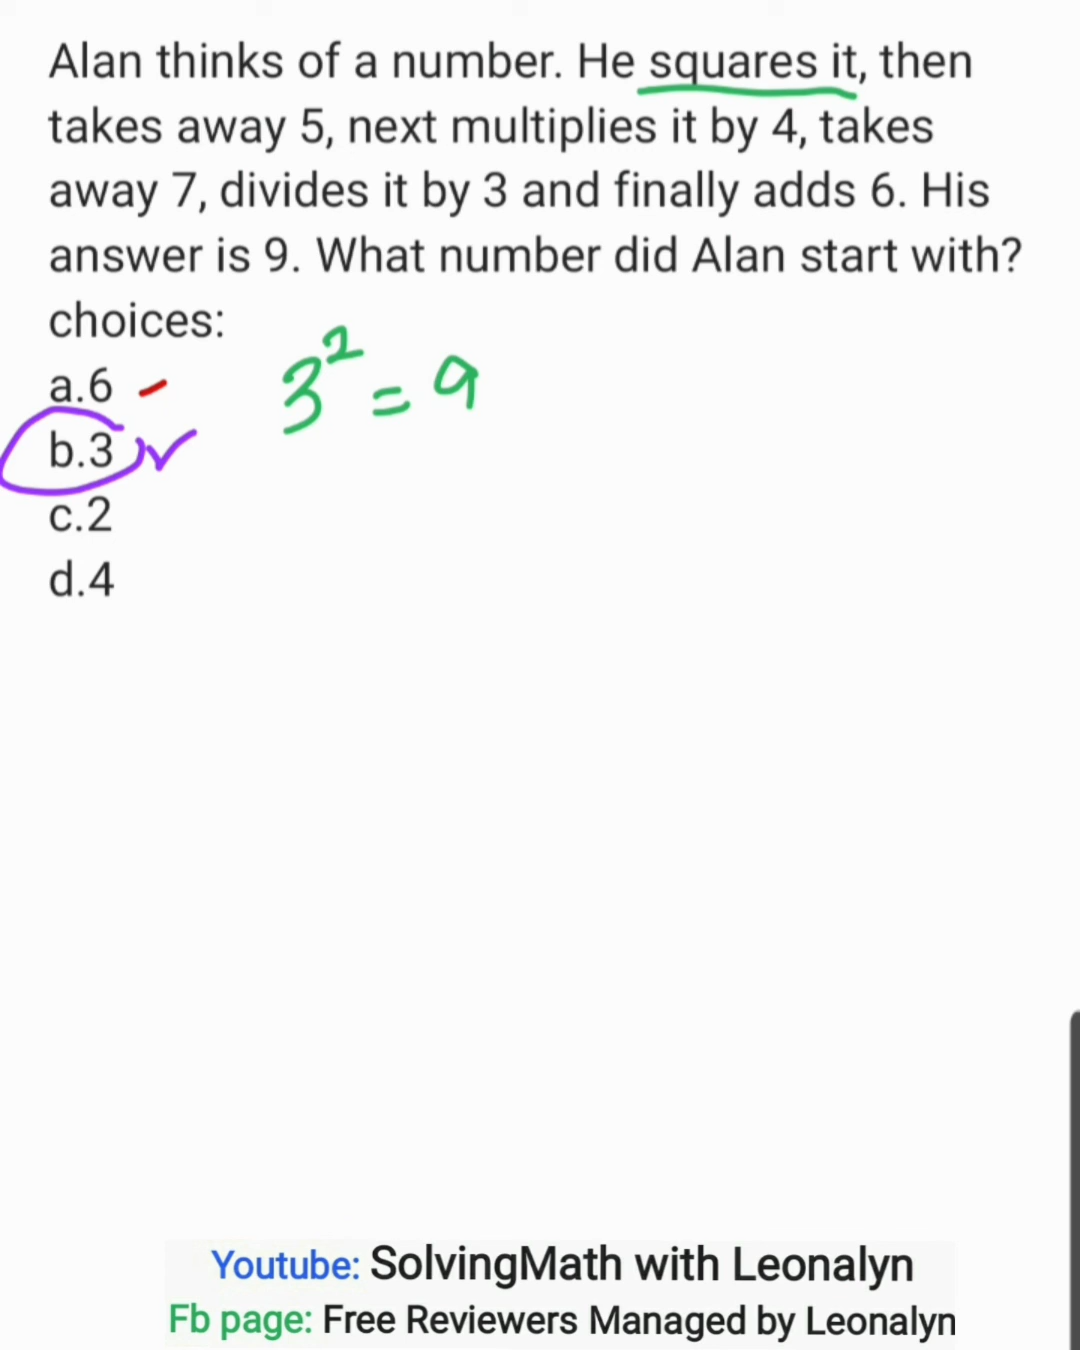 Alan thinks of a number. He squares it, then
takes away 5, next multiplies it by 4, takes
away 7, divides it by 3 and finally adds 6. His
answer is 9. What number did Alan start with?
choices:
a.6
3² = 9
b.3
c.2
d.4
Youtube: SolvingMath with Leonalyn
Fb page: Free Reviewers Managed by Leonalyn